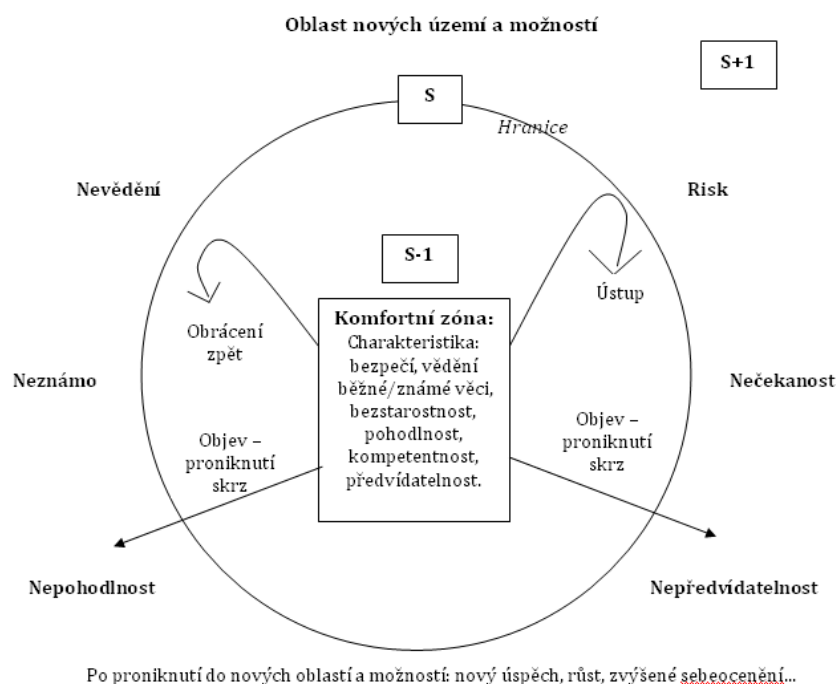 Oblast nových území a možností
S+1
S
Hranice
Nevědění
Risk
S-1
Ústup
Obrácení
zpět
Komfortní zóna:
Charakteristika:
bezpečí, vědění
běžné/známé věci,
bezstarostnost,
pohodlnost,
kompetentnost,
předvídatelnost.
Neznámo
Nečekanost
Objev –
proniknutí
skrz
Objev –
proniknutí
skrz
Nepohodlnost
Nepředvídatelnost
Po proniknutí do nových oblastí a možností: nový úspěch, růst, zvýšené sebeocenění...